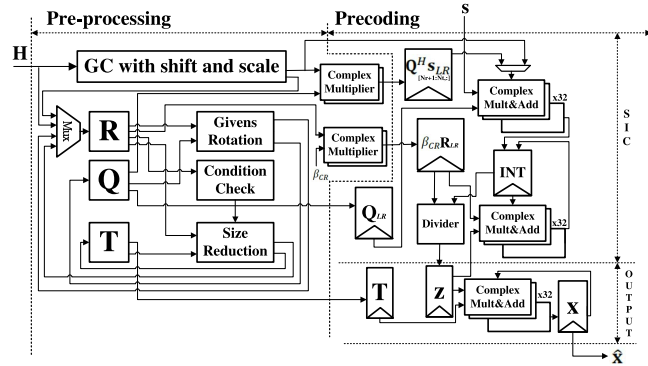 Pre-processing
Precoding
s
H
GC with shift and scale
Complex Multiplier
Q^H s_LR
[Nr+1:Nt,:]
Complex Mult&Add
x32
S I C
Mux
R
Givens Rotation
Complex Multiplier
β_CR
β_CR R_LR
INT
Q
Condition Check
Q_LR
Divider
Complex Mult&Add
x32
T
Size Reduction
T
z
Complex Mult&Add
x32
x
O U T P U T
x̂